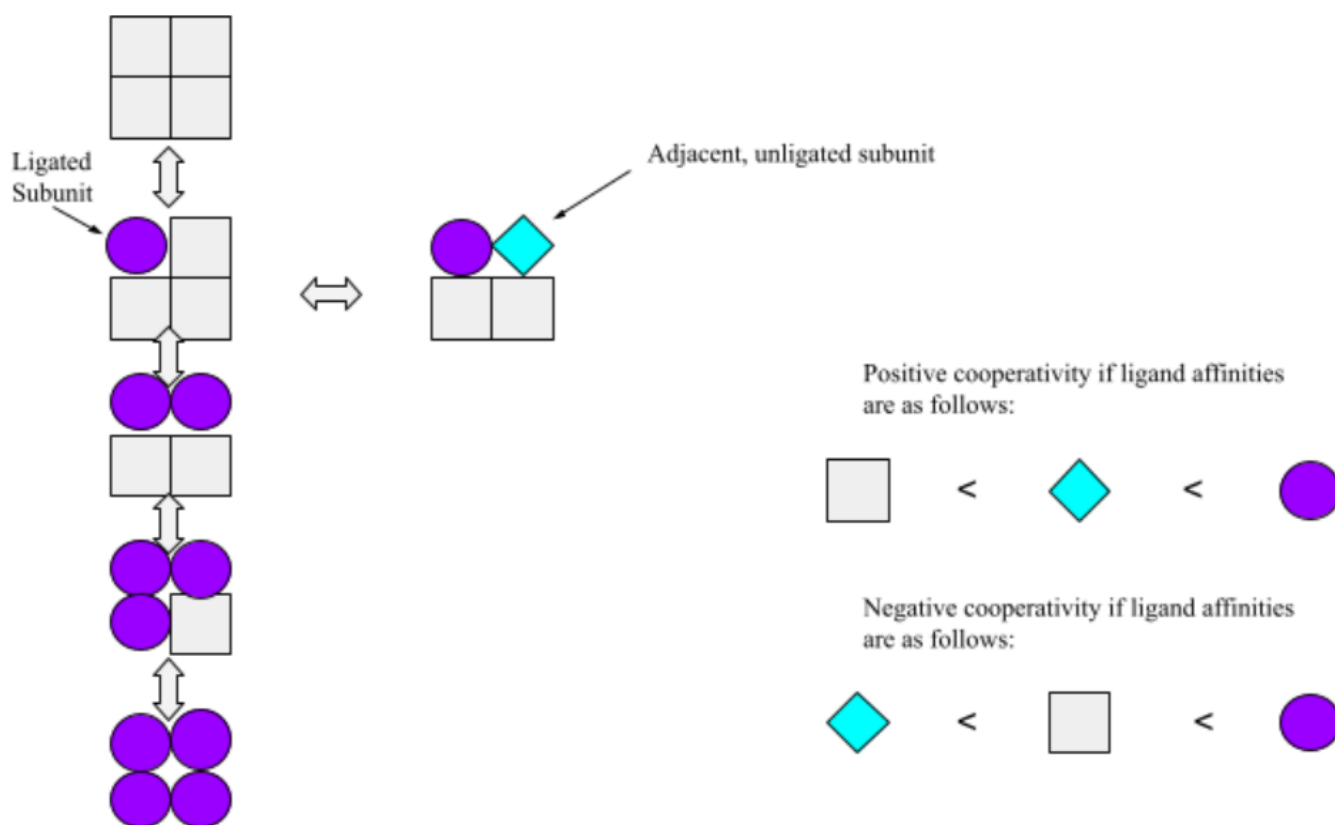 Ligated
Subunit
Adjacent, unligated subunit
Positive cooperativity if ligand affinities
are as follows:
< <
Negative cooperativity if ligand affinities
are as follows:
< <